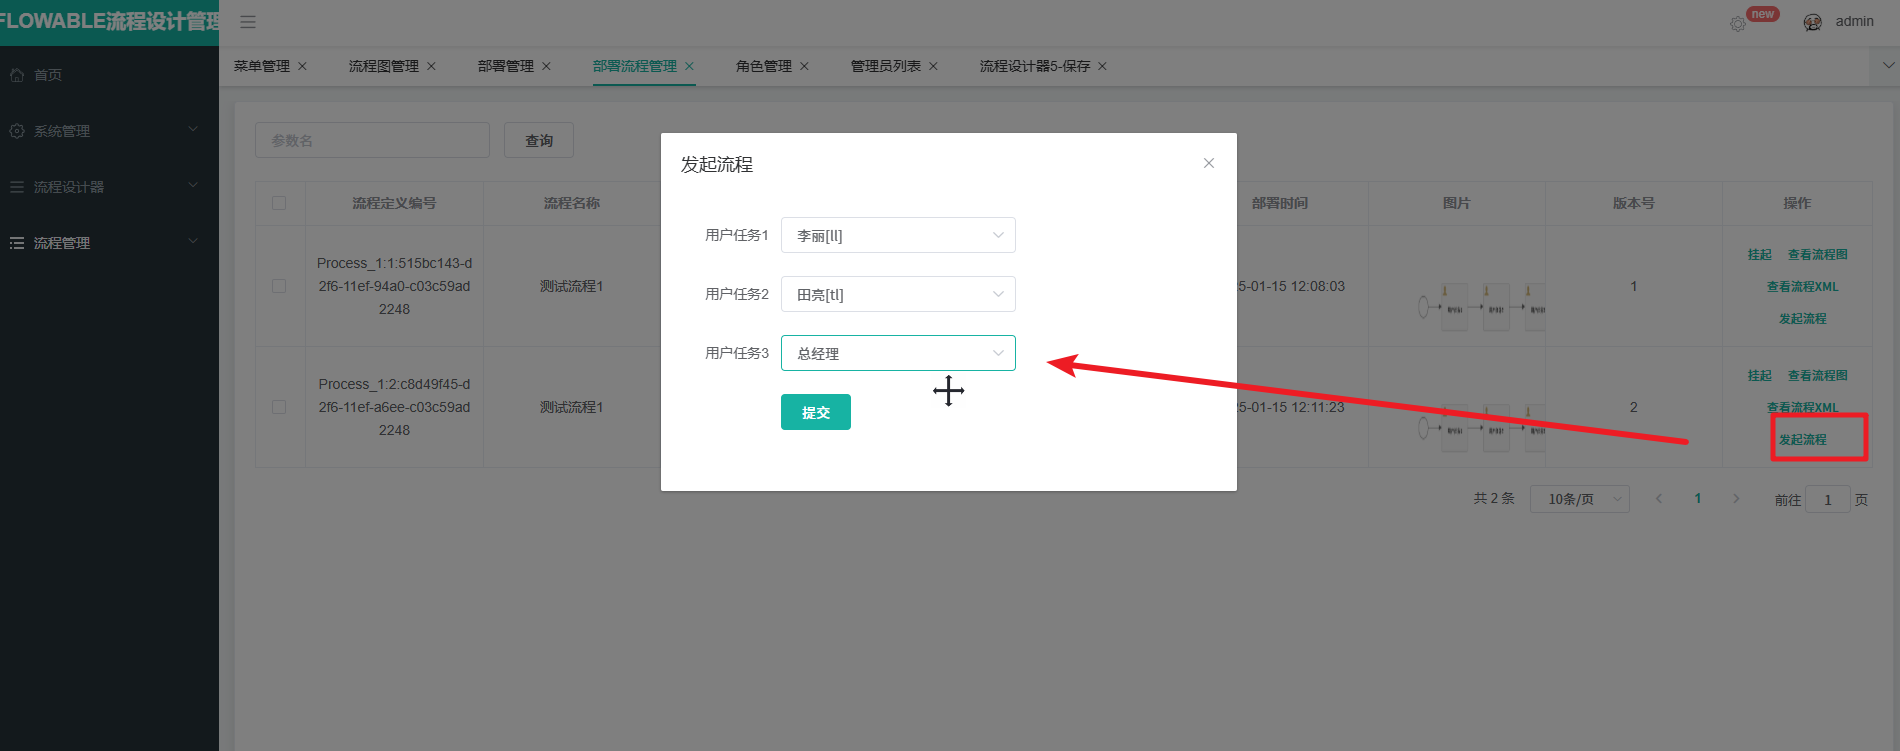 FLOWABLE流程设计管理
new
admin
首页
系统管理
流程设计器
流程管理
菜单管理
流程图管理
部署管理
部署流程管理
角色管理
管理员列表
流程设计器5-保存
参数名
查询
流程定义编号
流程名称
部署时间
图片
版本号
操作
Process_1:1:515bc143-d
2f6-11ef-94a0-c03c59ad
2248
测试流程1
5-01-15 12:08:03
1
挂起 查看流程图
查看流程XML
发起流程
Process_1:2:c8d49f45-d
2f6-11ef-a6ee-c03c59ad
2248
测试流程1
5-01-15 12:11:23
2
挂起 查看流程图
查看流程XML
发起流程
共 2 条
10条/页
1
前往 1 页
发起流程
用户任务1 李丽[ll]
用户任务2 田亮[tl]
用户任务3 总经理
提交